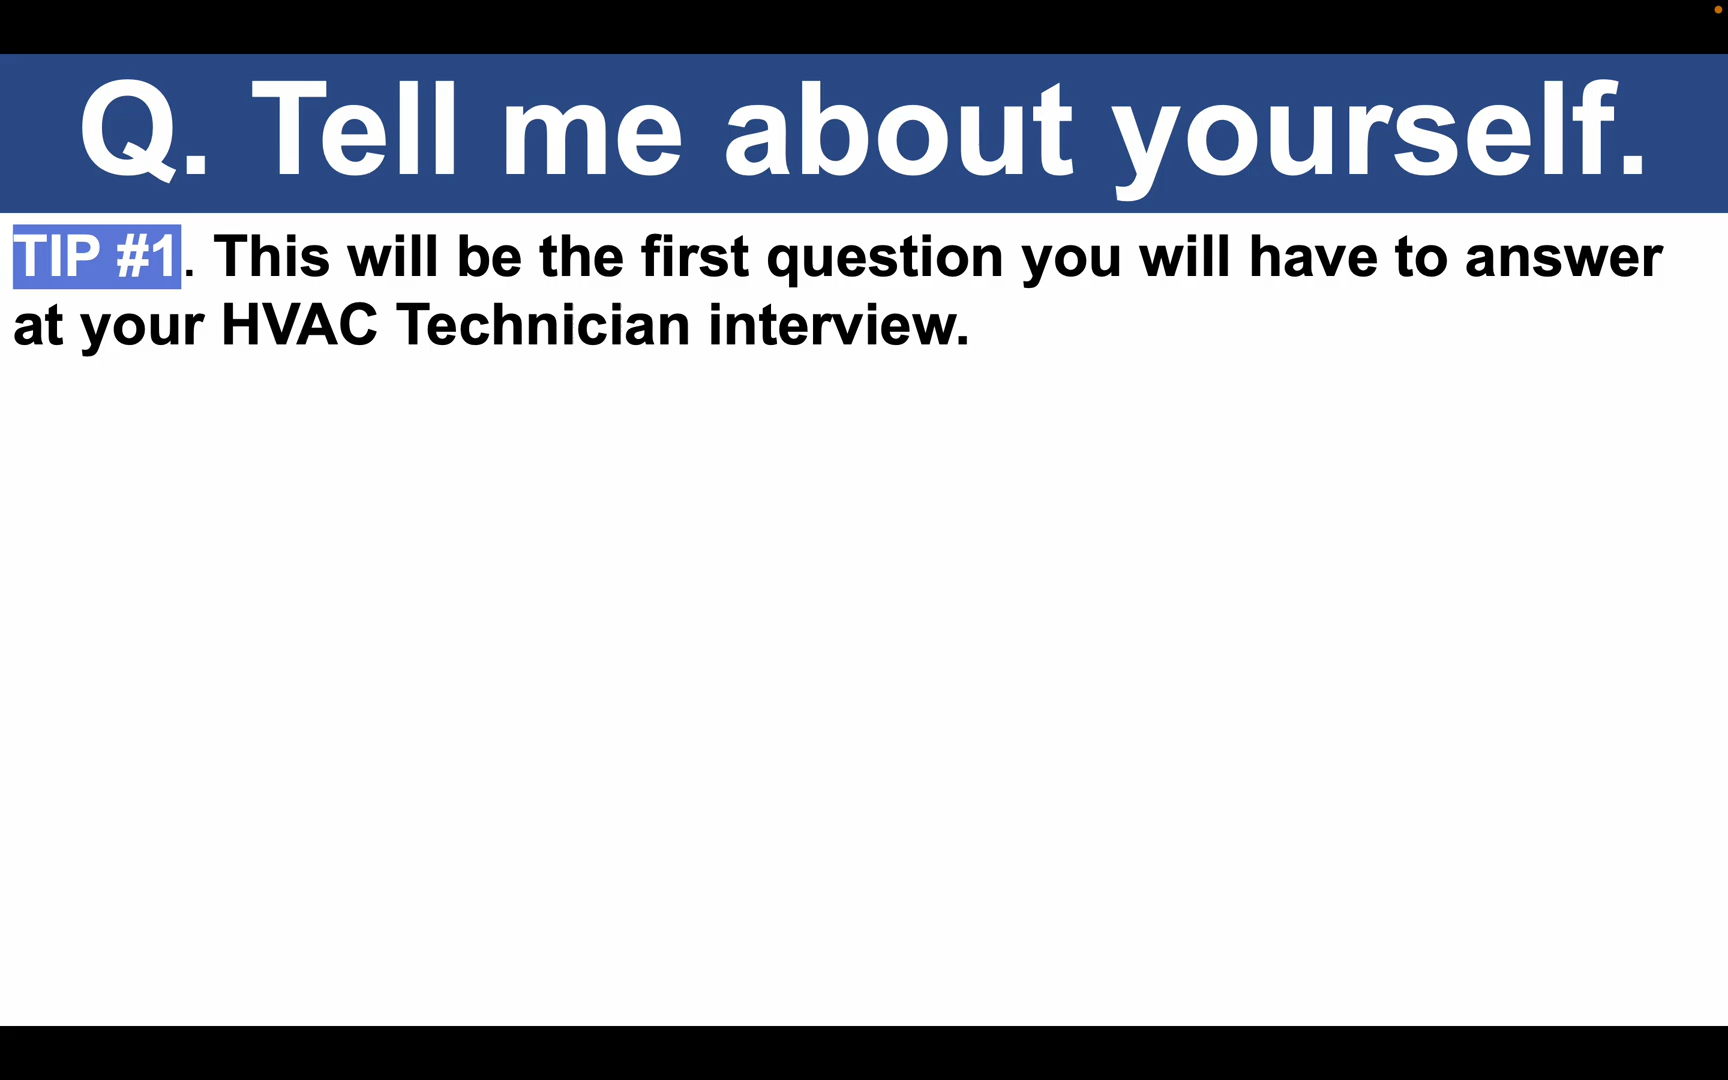 Q. Tell me about yourself.
TIP #1. This will be the first question you will have to answer
at your HVAC Technician interview.